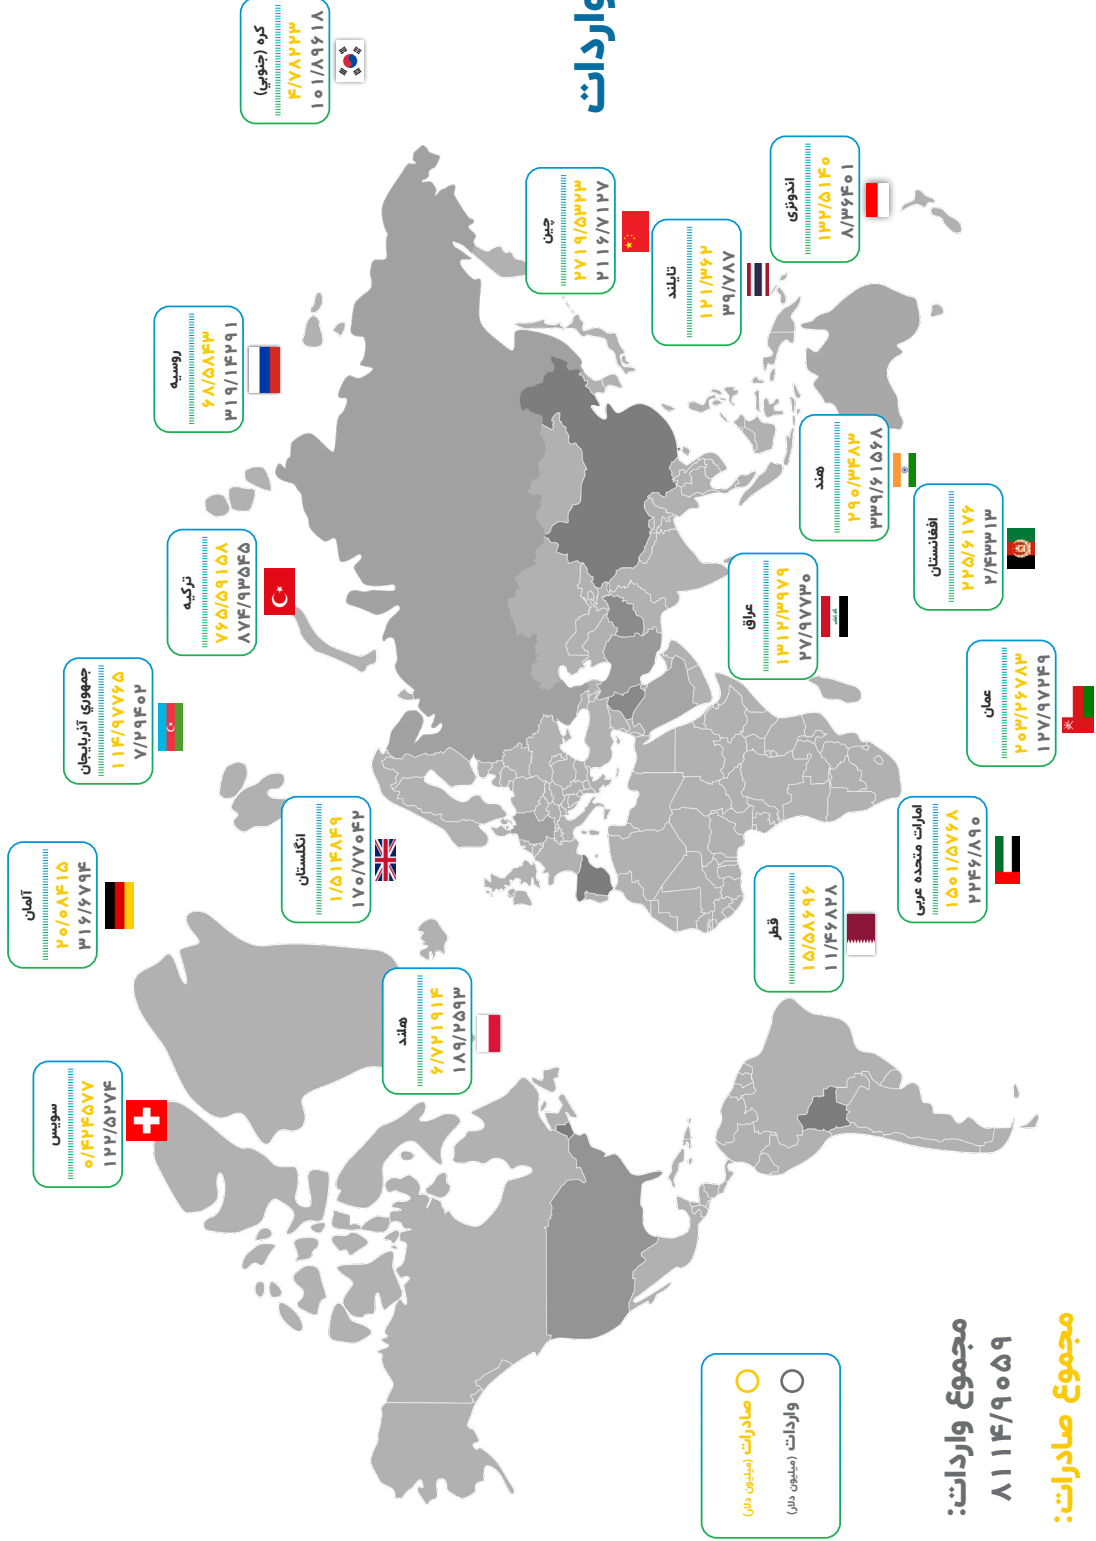 واردات
کره (جنوبي)
۴/۷۸۲۲۳
۱۰۱/۸۹۶۱۸
روسیه
۶۸/۵۸۴۳
۳۱۹/۱۴۲۹۱
ترکیه
۷۶۵/۵۹۱۵۸
۸۷۴/۹۳۵۴۵
جمهوري آذربایجان
۱۱۴/۹۷۷۶۵
۷/۲۹۴۰۲
آلمان
۲۰/۰۸۴۱۵
۳۱۶/۶۷۹۴
سویس
۰/۴۲۴۵۷۷
۱۲۲/۵۲۷۴
انگلستان
۱/۵۱۴۸۴۹
۱۷۰/۷۷۰۴۲
هلند
۶/۷۲۱۹۱۴
۱۸۹/۲۵۹۳
چین
۲۷۱۹/۵۳۲۳
۲۱۱۶/۷۱۲۷
تایلند
۱۲۱/۳۶۲
۳۹/۷۸۷
اندونزی
۱۳۲/۵۱۴۰
۸/۳۶۴۰۱
هند
۲۹۰/۳۴۸۳
۳۳۹/۶۱۵۶۸
افغانستان
۲۲۵/۶۱۷۶
۲/۴۳۳۱۳
عراق
۱۳۱۲/۳۹۷۹
۲۷/۹۷۷۳۰
عمان
۲۰۳/۲۶۷۸۳
۱۲۷/۹۷۲۴۹
امارات متحده عربی
۱۵۰۱/۵۷۶۸
۲۲۴۶/۸۹۰
قطر
۱۵/۵۸۶۹۶
۱۱/۴۶۸۲۸
صادرات (میلیون دلار)
واردات (میلیون دلار)
مجموع واردات:
۸۱۱۴/۹۰۵۹
مجموع صادرات: